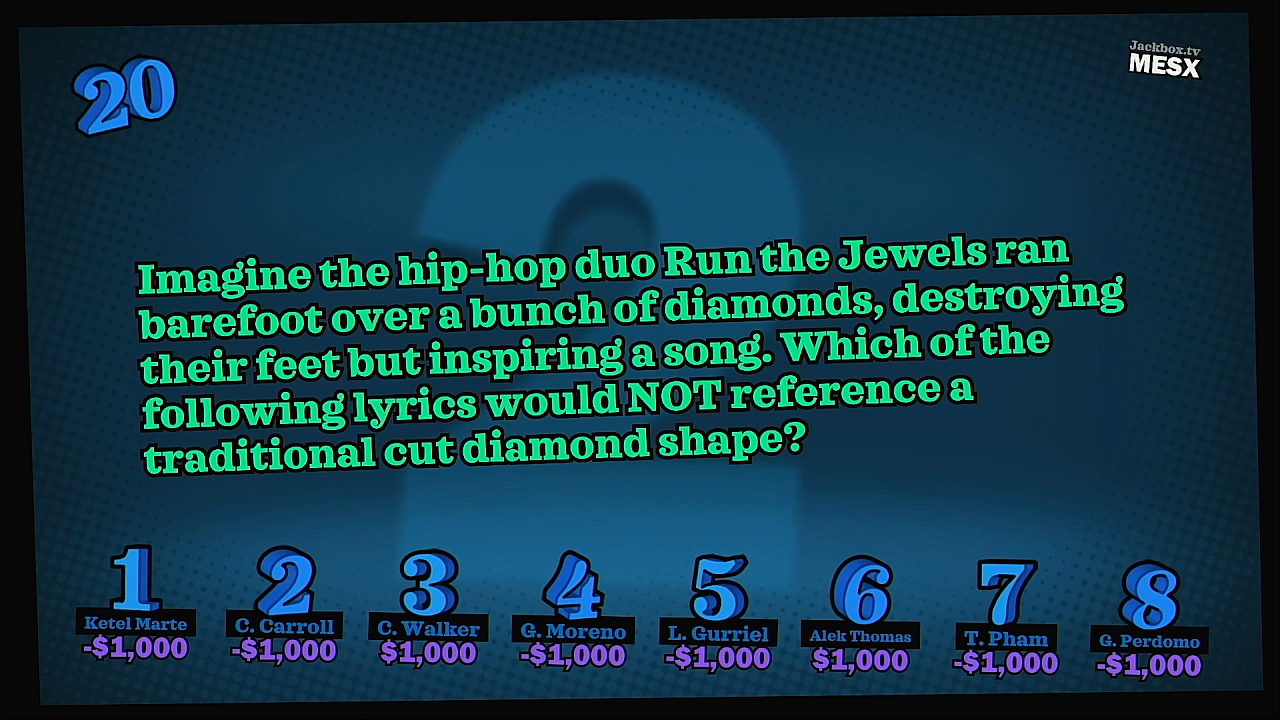 20
Jackbox.tv
MESX
Imagine the hip-hop duo Run the Jewels ran
barefoot over a bunch of diamonds, destroying
their feet but inspiring a song. Which of the
following lyrics would NOT reference a
traditional cut diamond shape?
1 2 3 4 5 6 7 8
Ketel Marte C. Carroll C. Walker G. Moreno L. Gurriel Alek Thomas T. Pham G. Perdomo
-$1,000 -$1,000 $1,000 -$1,000 -$1,000 $1,000 -$1,000 -$1,000